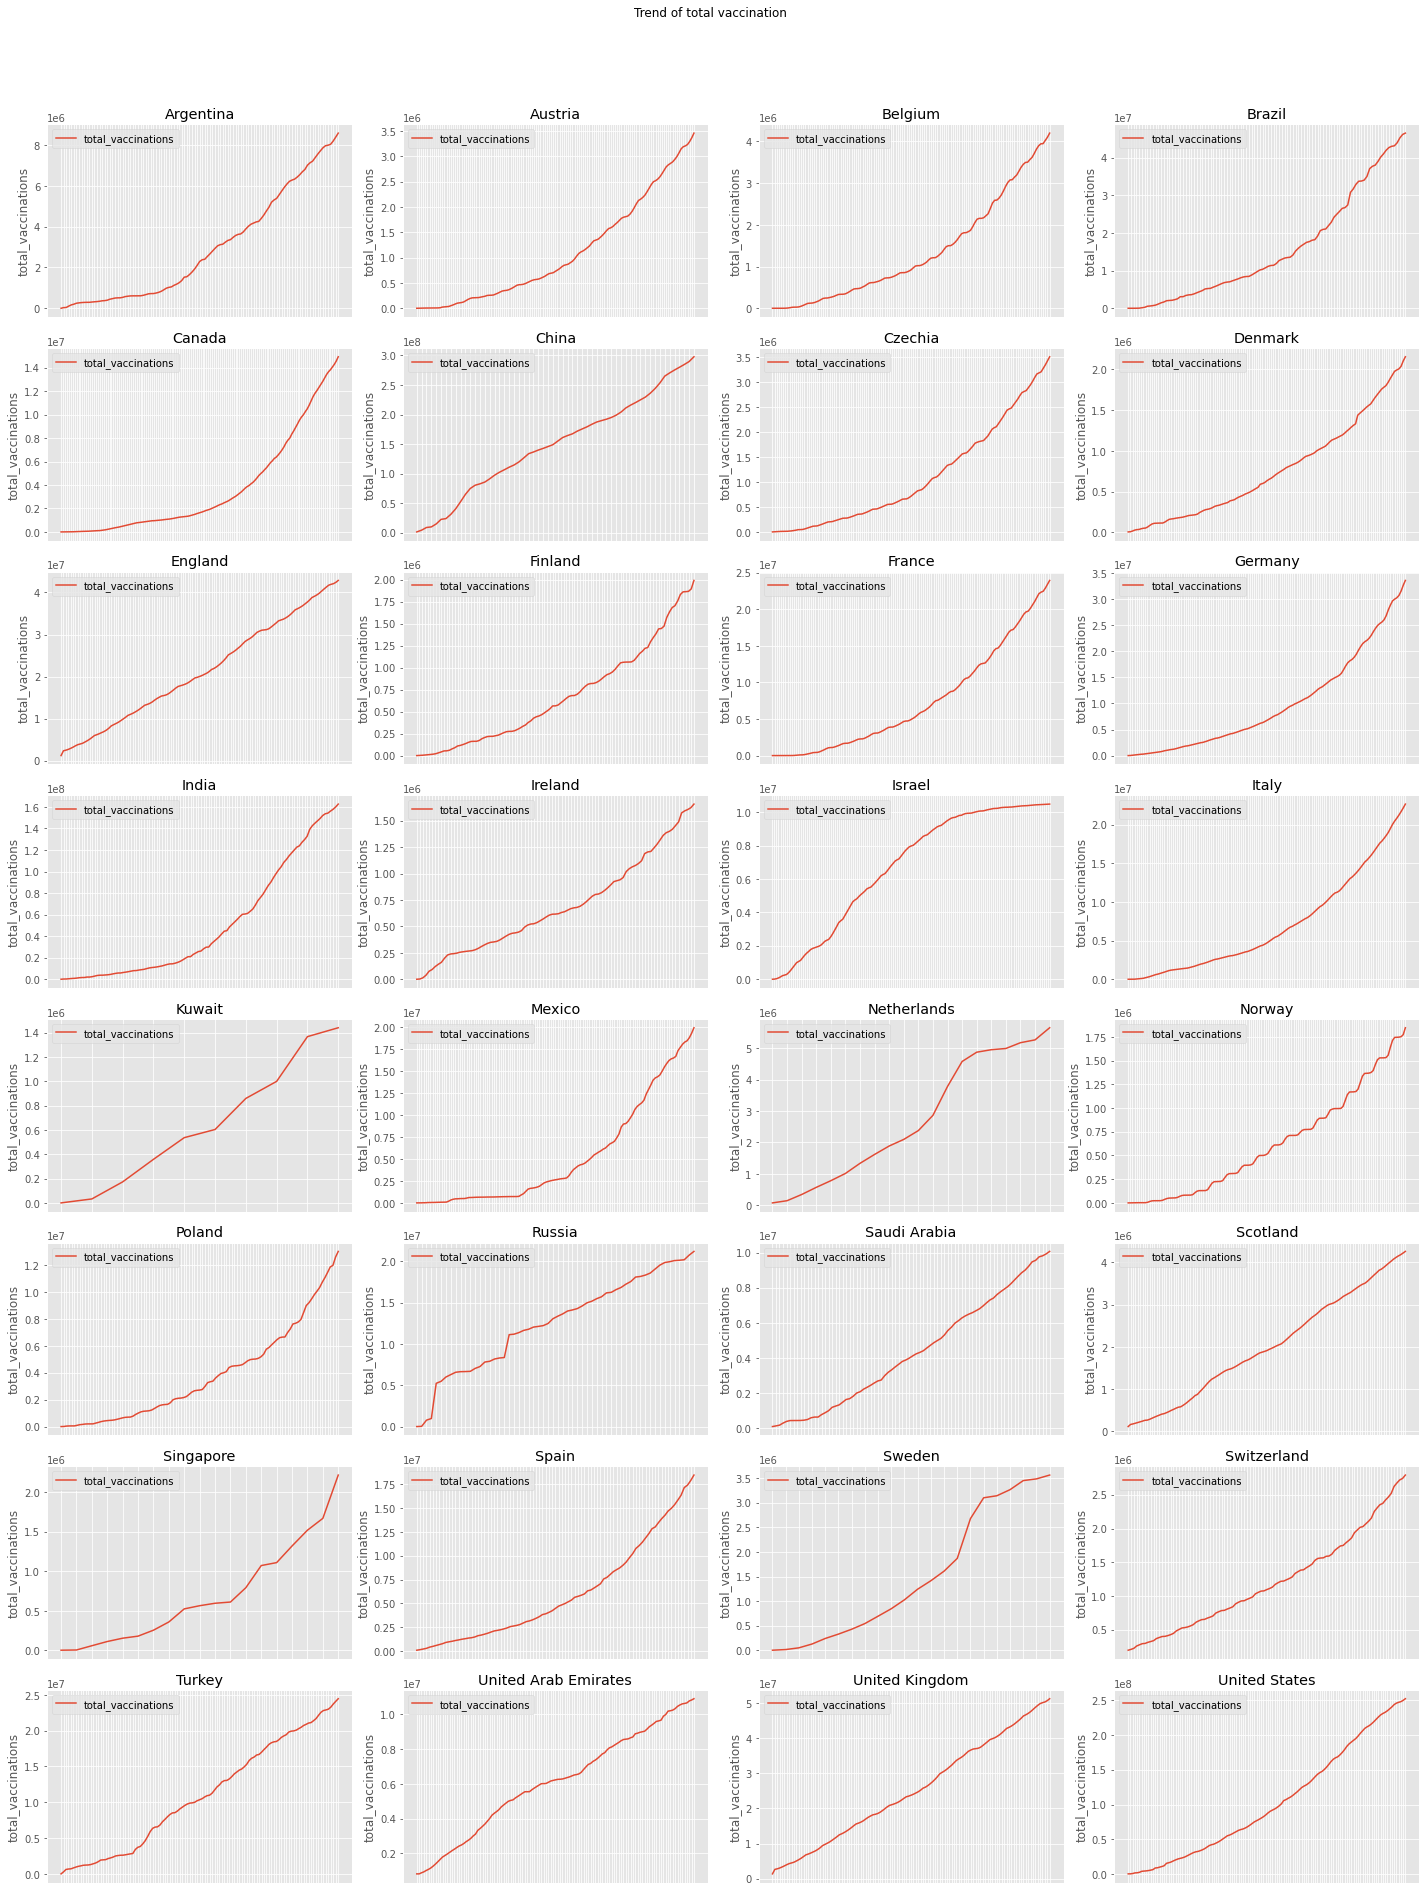 Trend of total vaccination
Argentina
1e6
total_vaccinations
total_vaccinations
8
6
4
2
0
Austria
1e6
total_vaccinations
total_vaccinations
3.5
3.0
2.5
2.0
1.5
1.0
0.5
0.0
Belgium
1e6
total_vaccinations
total_vaccinations
4
3
2
1
0
Brazil
1e7
total_vaccinations
total_vaccinations
4
3
2
1
0
Canada
1e7
total_vaccinations
total_vaccinations
1.4
1.2
1.0
0.8
0.6
0.4
0.2
0.0
China
1e8
total_vaccinations
total_vaccinations
3.0
2.5
2.0
1.5
1.0
0.5
0.0
Czechia
1e6
total_vaccinations
total_vaccinations
3.5
3.0
2.5
2.0
1.5
1.0
0.5
0.0
Denmark
1e6
total_vaccinations
total_vaccinations
2.0
1.5
1.0
0.5
0.0
England
1e7
total_vaccinations
total_vaccinations
4
3
2
1
0
Finland
1e6
total_vaccinations
total_vaccinations
2.00
1.75
1.50
1.25
1.00
0.75
0.50
0.25
0.00
France
1e7
total_vaccinations
total_vaccinations
2.5
2.0
1.5
1.0
0.5
0.0
Germany
1e7
total_vaccinations
total_vaccinations
3.5
3.0
2.5
2.0
1.5
1.0
0.5
0.0
India
1e8
total_vaccinations
total_vaccinations
1.6
1.4
1.2
1.0
0.8
0.6
0.4
0.2
0.0
Ireland
1e6
total_vaccinations
total_vaccinations
1.50
1.25
1.00
0.75
0.50
0.25
0.00
Israel
1e7
total_vaccinations
total_vaccinations
1.0
0.8
0.6
0.4
0.2
0.0
Italy
1e7
total_vaccinations
total_vaccinations
2.0
1.5
1.0
0.5
0.0
Kuwait
1e6
total_vaccinations
total_vaccinations
1.4
1.2
1.0
0.8
0.6
0.4
0.2
0.0
Mexico
1e7
total_vaccinations
total_vaccinations
2.00
1.75
1.50
1.25
1.00
0.75
0.50
0.25
0.00
Netherlands
1e6
total_vaccinations
total_vaccinations
5
4
3
2
1
0
Norway
1e6
total_vaccinations
total_vaccinations
1.75
1.50
1.25
1.00
0.75
0.50
0.25
0.00
Poland
1e7
total_vaccinations
total_vaccinations
1.2
1.0
0.8
0.6
0.4
0.2
0.0
Russia
1e7
total_vaccinations
total_vaccinations
2.0
1.5
1.0
0.5
0.0
Saudi Arabia
1e7
total_vaccinations
total_vaccinations
1.0
0.8
0.6
0.4
0.2
0.0
Scotland
1e6
total_vaccinations
total_vaccinations
4
3
2
1
0
Singapore
1e6
total_vaccinations
total_vaccinations
2.0
1.5
1.0
0.5
0.0
Spain
1e7
total_vaccinations
total_vaccinations
1.75
1.50
1.25
1.00
0.75
0.50
0.25
0.00
Sweden
1e6
total_vaccinations
total_vaccinations
3.5
3.0
2.5
2.0
1.5
1.0
0.5
0.0
Switzerland
1e6
total_vaccinations
total_vaccinations
2.5
2.0
1.5
1.0
0.5
Turkey
1e7
total_vaccinations
total_vaccinations
2.5
2.0
1.5
1.0
0.5
0.0
United Arab Emirates
1e7
total_vaccinations
total_vaccinations
1.0
0.8
0.6
0.4
0.2
United Kingdom
1e7
total_vaccinations
total_vaccinations
5
4
3
2
1
0
United States
1e8
total_vaccinations
total_vaccinations
2.5
2.0
1.5
1.0
0.5
0.0